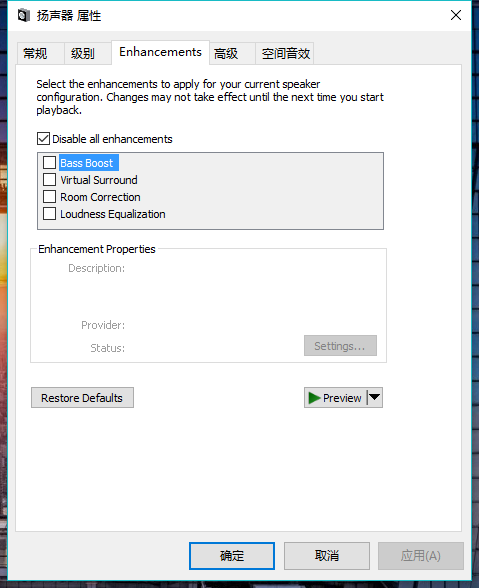 扬声器 属性
常规
级别
Enhancements
高级
空间音效
Select the enhancements to apply for your current speaker
configuration. Changes may not take effect until the next time you start
playback.
Disable all enhancements
Bass Boost
Virtual Surround
Room Correction
Loudness Equalization
Enhancement Properties
Description:
Provider:
Status:
Settings...
Restore Defaults
Preview
确定
取消
应用(A)